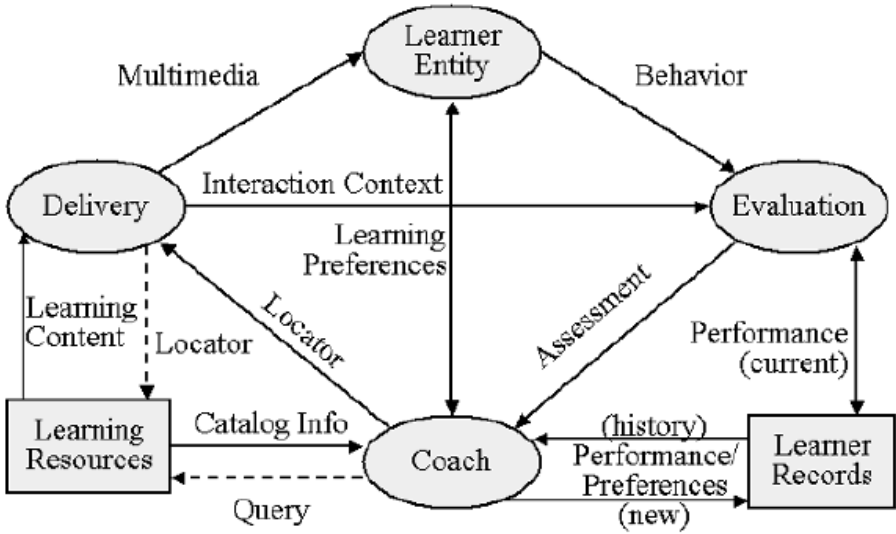 Learner
Entity
Multimedia
Behavior
Delivery
Interaction Context
Evaluation
Learning
Preferences
Learning
Content
Locator
Locator
Assessment
Performance
(current)
Learning
Resources
Catalog Info
Coach
Query
(history)
Performance/
Preferences
(new)
Learner
Records